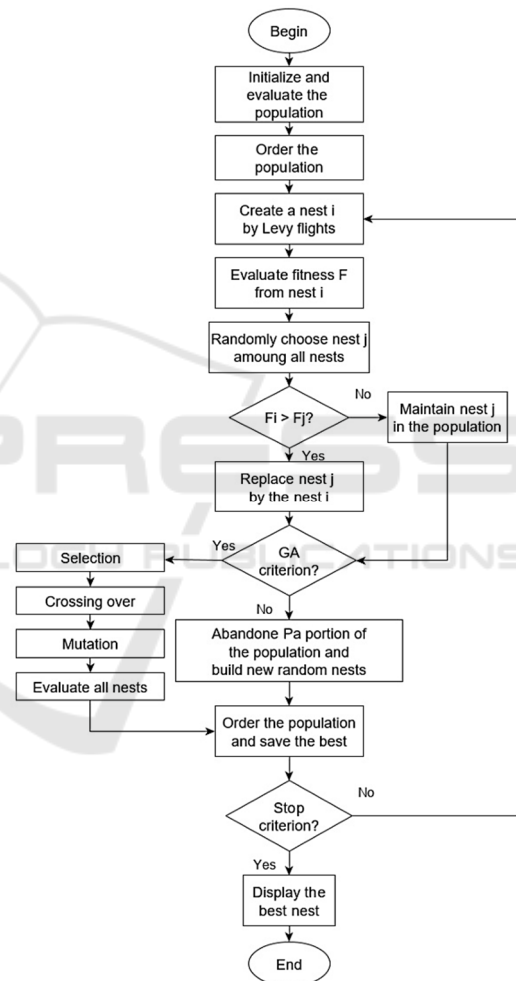 Begin
Initialize and
evaluate the
population
Order the
population
Create a nest i
by Levy flights
Evaluate fitness F
from nest i
Randomly choose nest j
amoung all nests
No
Fi > Fj?
Maintain nest j
in the population
Yes
Replace nest j
by the nest i
Yes
GA
criterion?
Selection
Crossing over
Mutation
Evaluate all nests
No
Abandone Pa portion of
the population and
build new random nests
Order the population
and save the best
No
Stop
criterion?
Yes
Display the
best nest
End
PRESS
LOGY PUBLICATIONS